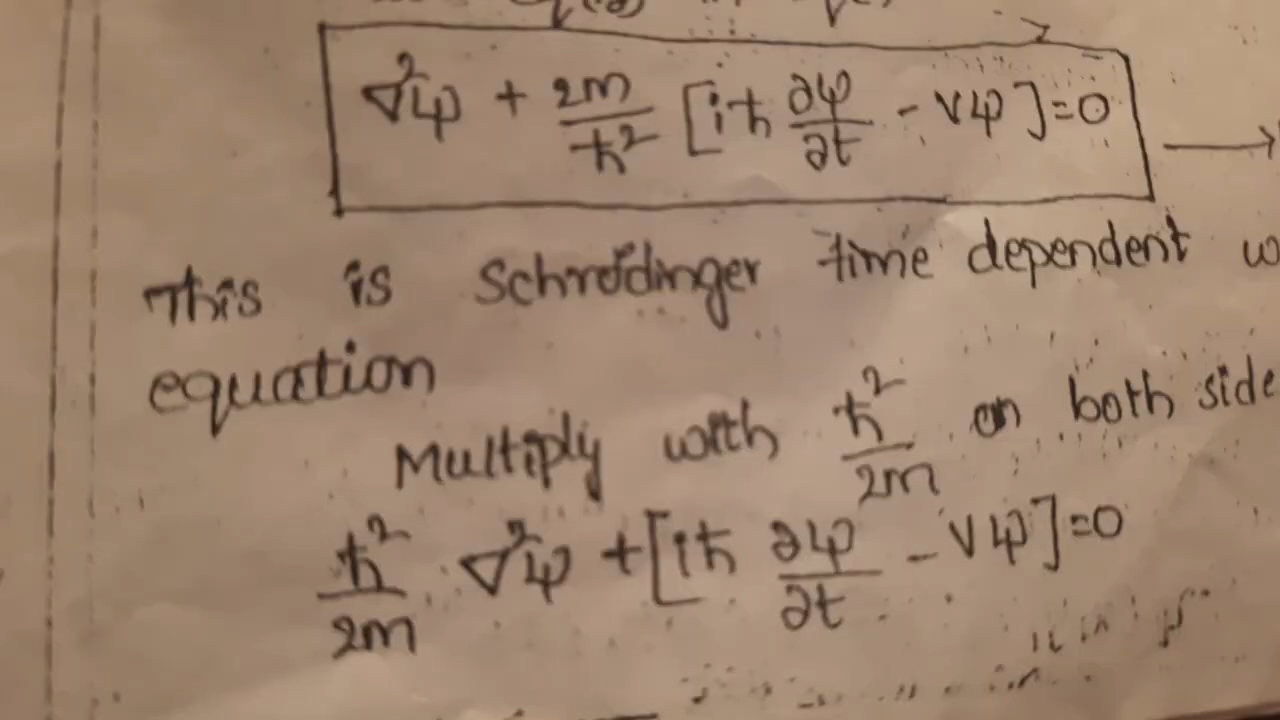 ∇²ψ + 2m/ħ² [iħ ∂ψ/∂t - Vψ] = 0
This is Schrodinger time dependent w
equation
Multiply with ħ²/2m on both side
ħ²/2m ∇²ψ + [iħ ∂ψ/∂t - Vψ] = 0